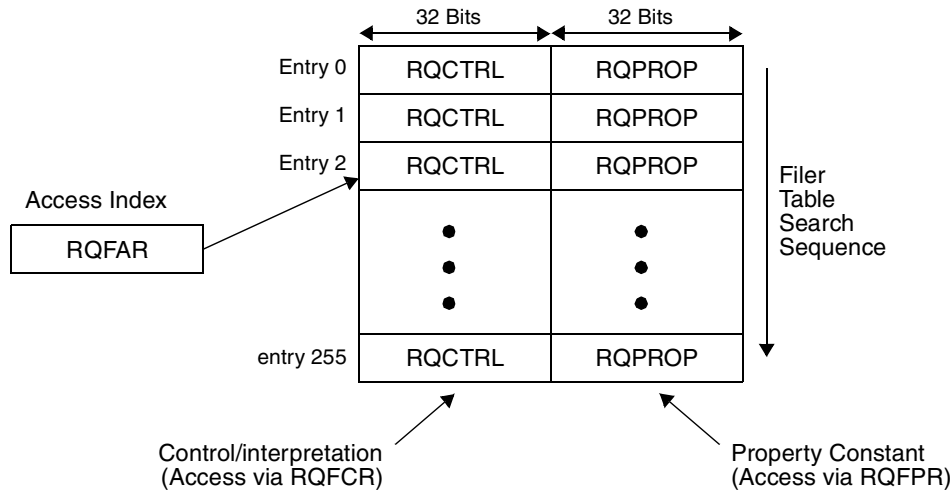 32 Bits 32 Bits
Entry 0 RQCTRL RQPROP
Entry 1 RQCTRL RQPROP
Entry 2 RQCTRL RQPROP
Access Index
RQFAR
Filer
Table
Search
Sequence
entry 255 RQCTRL RQPROP
Control/interpretation
(Access via RQFCR)
Property Constant
(Access via RQFPR)